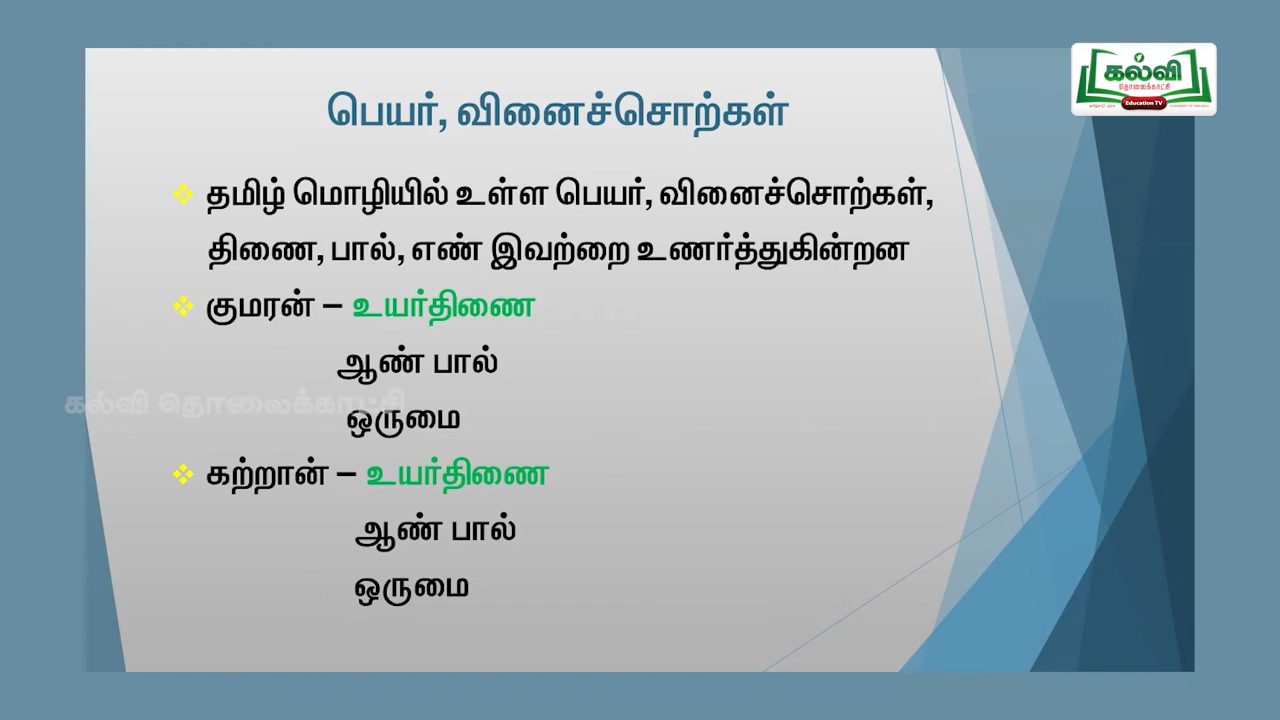 கல்வி
தொலைக்காட்சி
Education TV
பெயர், வினைச்சொற்கள்
தமிழ் மொழியில் உள்ள பெயர், வினைச்சொற்கள்,
திணை, பால், எண் இவற்றை உணர்த்துகின்றன
குமரன் – உயர்திணை
ஆண் பால்
கல்வி தொலைக்காட்சி
ஒருமை
கற்றான் – உயர்திணை
ஆண் பால்
ஒருமை